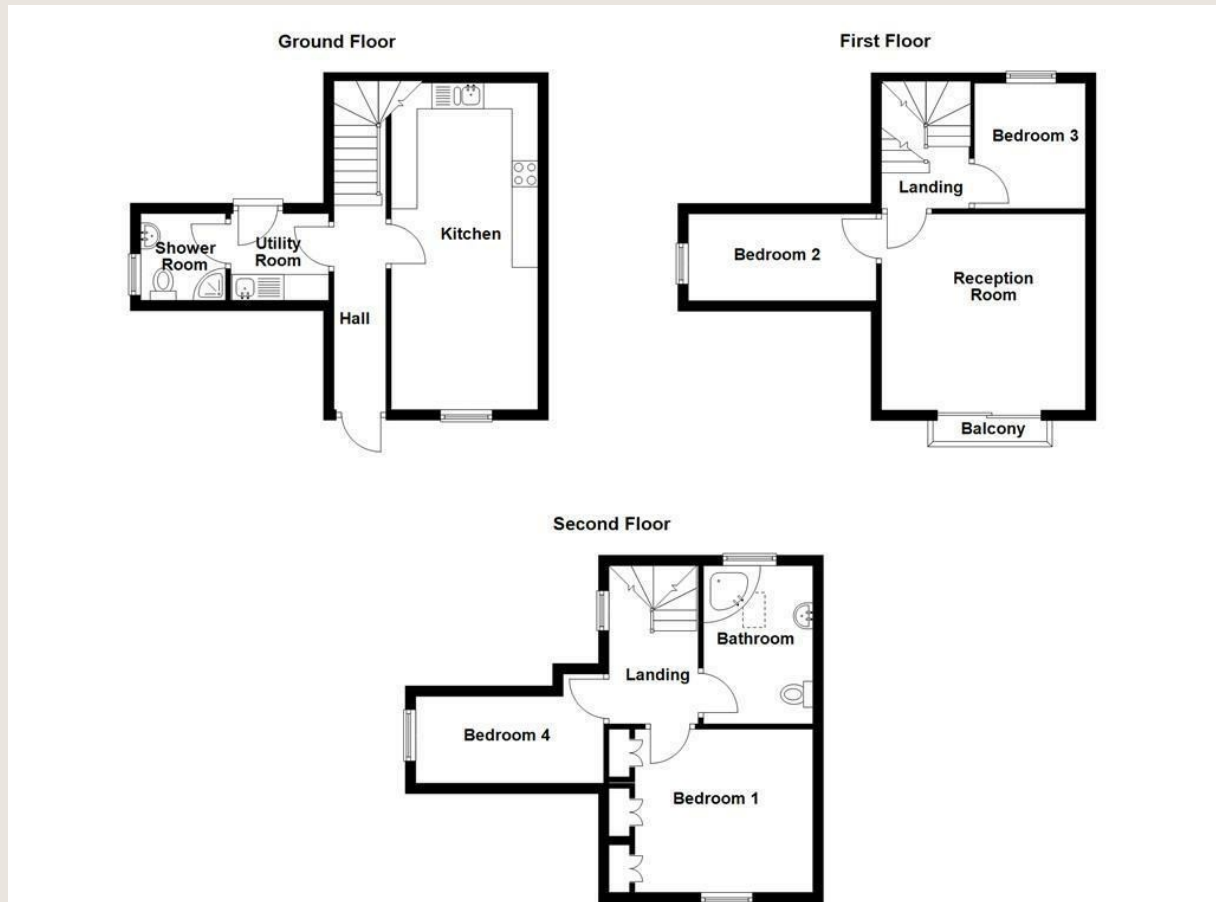 Ground Floor
Shower
Room
Utility
Room
Kitchen
Hall
First Floor
Bedroom 3
Landing
Bedroom 2
Reception
Room
Balcony
Second Floor
Bathroom
Landing
Bedroom 4
Bedroom 1